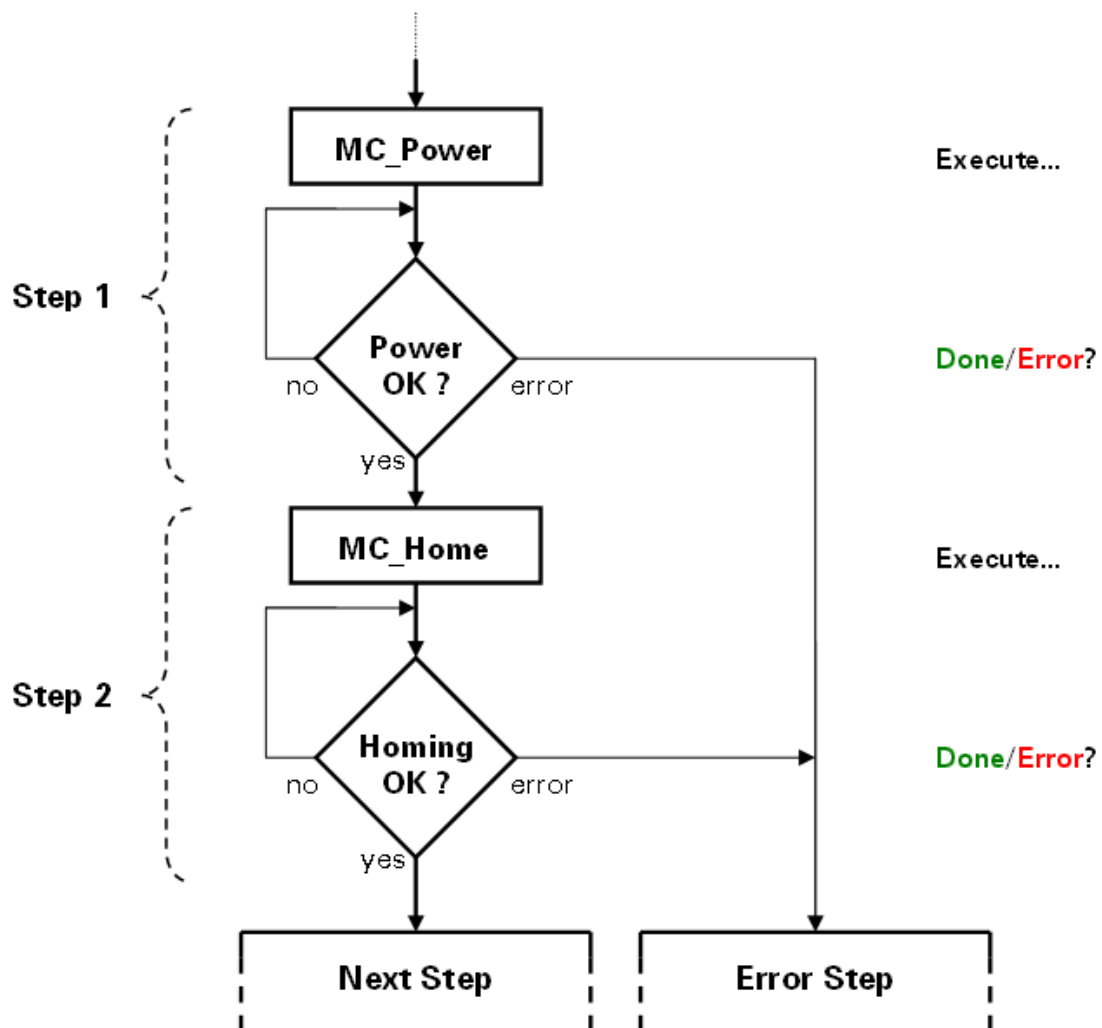 MC_Power
Execute...
Step 1
Power
OK ?
no
error
Done/Error?
yes
MC_Home
Execute...
Step 2
Homing
OK ?
no
error
Done/Error?
yes
Next Step
Error Step